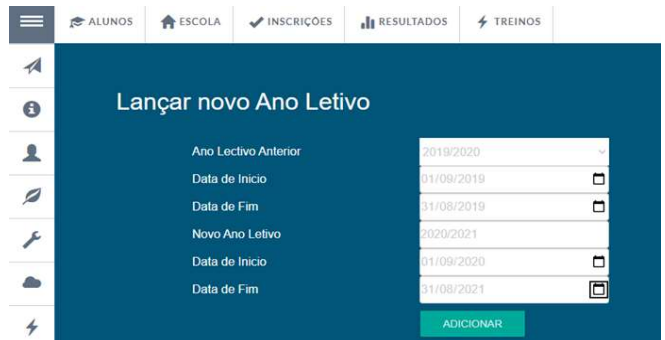 ALUNOS ESCOLA INSCRIÇÕES RESULTADOS TREINOS
Lançar novo Ano Letivo
Ano Lectivo Anterior 2019/2020
Data de Inicio 01/09/2019
Data de Fim 31/08/2019
Novo Ano Letivo 2020/2021
Data de Inicio 01/09/2020
Data de Fim 31/08/2021
ADICIONAR